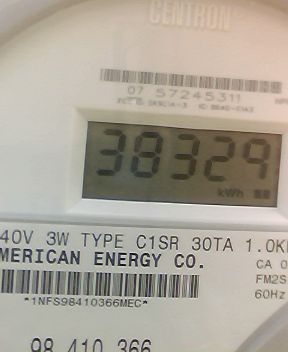 CENTRON
07 57245311
38329
kWh
40V 3W TYPE C1SR 30TA 1.0K
MERICAN ENERGY CO.
CA 0
FM2S
*1NFS98410366MEC*
60Hz
98 410 366